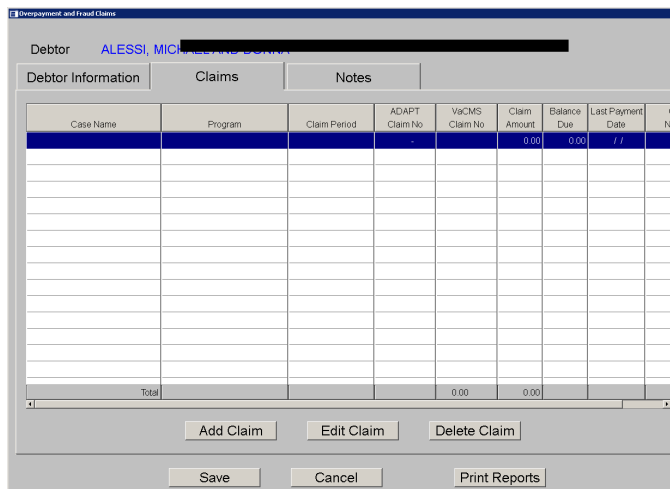 Overpayment and Fraud Claims
Debtor ALESSI, MICHAEL AND DONNA
Debtor Information Claims Notes
Case Name Program Claim Period ADAPT Claim No VaCMS Claim No Claim Amount Balance Due Last Payment Date
- 0.00 0.00 / /
Total 0.00 0.00
Add Claim Edit Claim Delete Claim
Save Cancel Print Reports